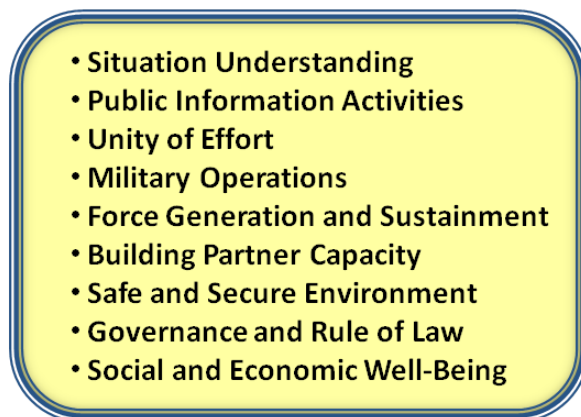 • Situation Understanding
• Public Information Activities
• Unity of Effort
• Military Operations
• Force Generation and Sustainment
• Building Partner Capacity
• Safe and Secure Environment
• Governance and Rule of Law
• Social and Economic Well-Being